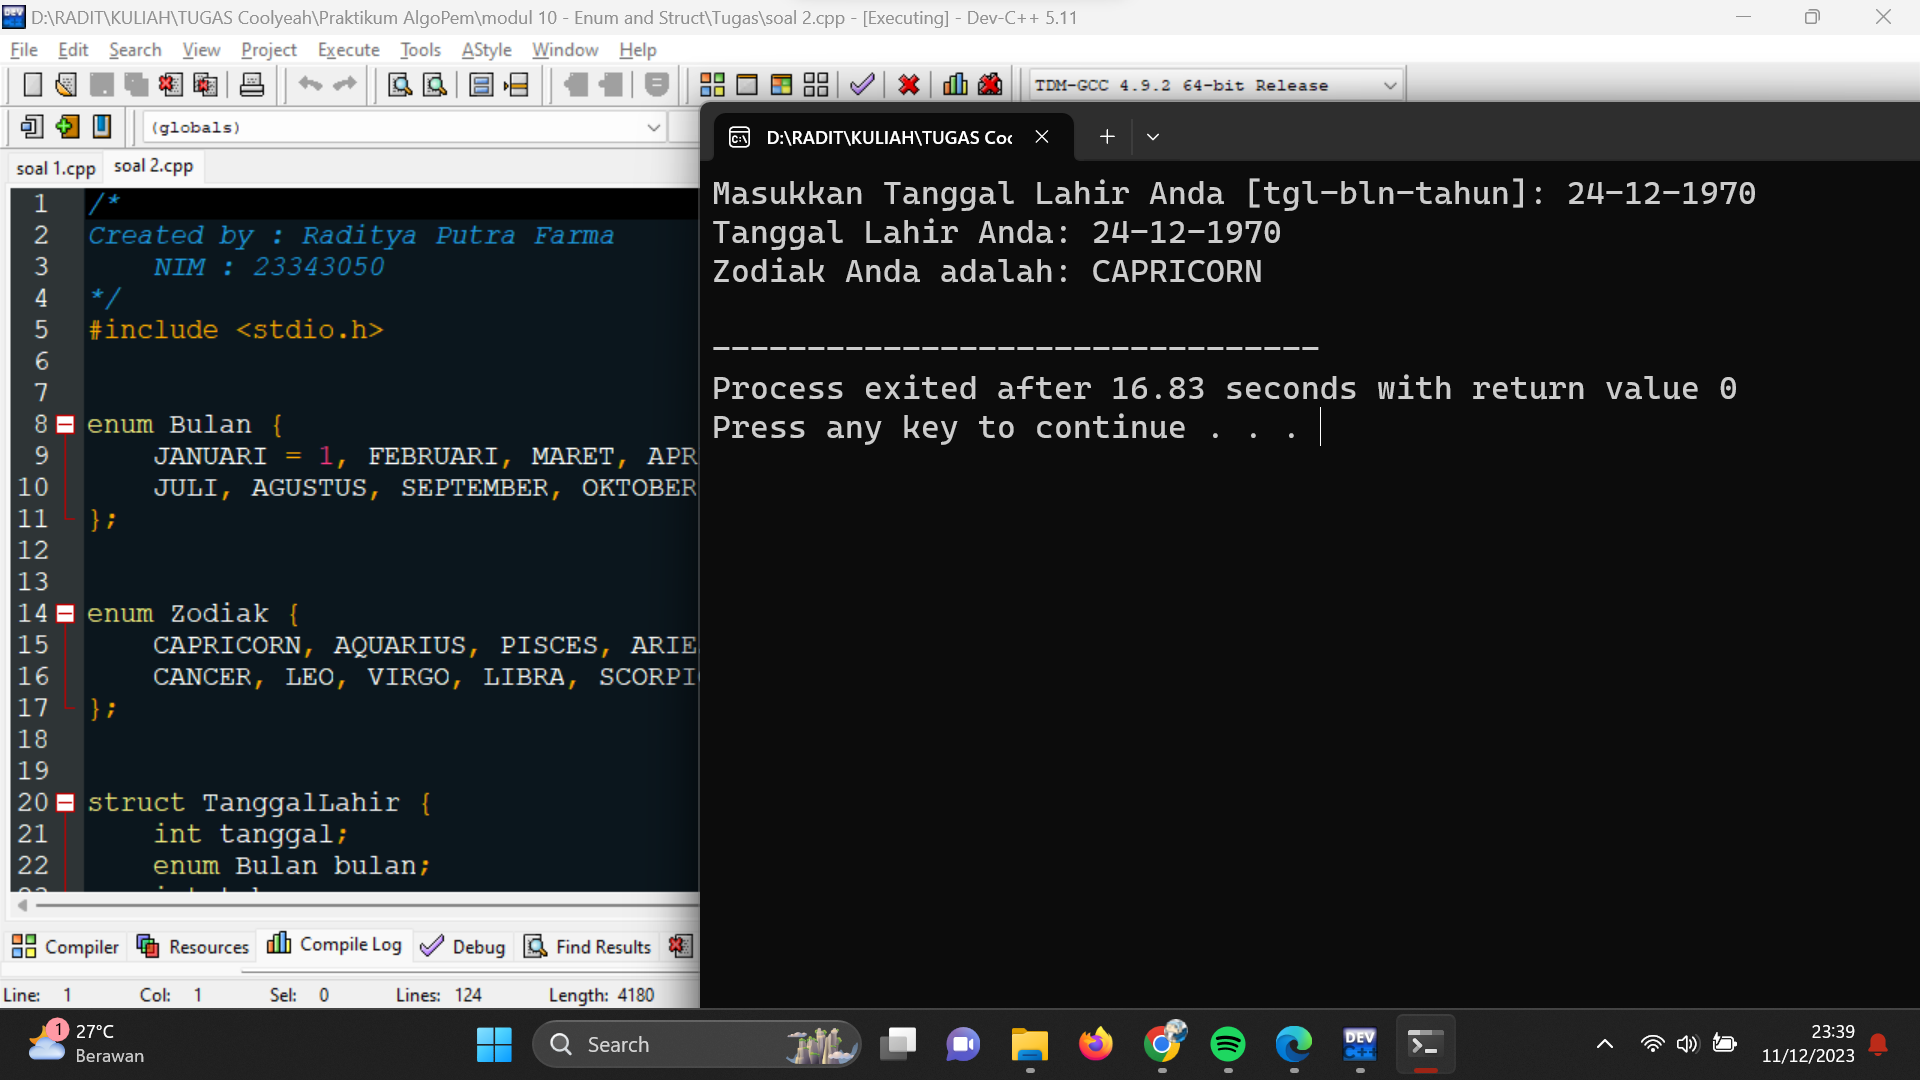 D:\RADIT\KULIAH\TUGAS Coolyeah\Praktikum AlgoPem\modul 10 - Enum and Struct\Tugas\soal 2.cpp - [Executing] - Dev-C++ 5.11
File Edit Search View Project Execute Tools AStyle Window Help
TDM-GCC 4.9.2 64-bit Release
(globals)
soal 1.cpp soal 2.cpp
1 /*
2 Created by : Raditya Putra Farma
3 NIM : 23343050
4 */
5 #include <stdio.h>
6
7
8 enum Bulan {
9 JANUARI = 1, FEBRUARI, MARET, APR
10 JULI, AGUSTUS, SEPTEMBER, OKTOBER
11 };
12
13
14 enum Zodiak {
15 CAPRICORN, AQUARIUS, PISCES, ARIE
16 CANCER, LEO, VIRGO, LIBRA, SCORPI
17 };
18
19
20 struct TanggalLahir {
21 int tanggal;
22 enum Bulan bulan;
D:\RADIT\KULIAH\TUGAS Coo
Masukkan Tanggal Lahir Anda [tgl-bln-tahun]: 24-12-1970
Tanggal Lahir Anda: 24-12-1970
Zodiak Anda adalah: CAPRICORN
--------------------------------
Process exited after 16.83 seconds with return value 0
Press any key to continue . . .
Compiler Resources Compile Log Debug Find Results
Line: 1 Col: 1 Sel: 0 Lines: 124 Length: 4180
1 27°C
Berawan
Search
DEV C++
23:39
11/12/2023